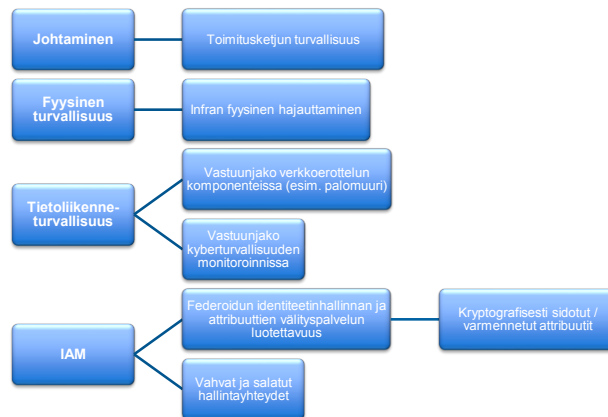 Johtaminen
Toimitusketjun turvallisuus
Fyysinen
turvallisuus
Infran fyysinen hajauttaminen
Tietoliikenne-
turvallisuus
Vastuunjako verkkoerottelun
komponenteissa (esim. palomuuri)
Vastuunjako
kyberturvallisuuden
monitoroinnissa
IAM
Federoidun identiteetinhallinnan ja
attribuuttien välityspalvelun
luotettavuus
Kryptografisesti sidotut /
varmennetut attribuutit
Vahvat ja salatut
hallintayhteydet